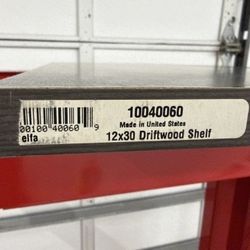 10040060
Made in United States
00100 40060 9
elfa
12x30 Driftwood Shelf